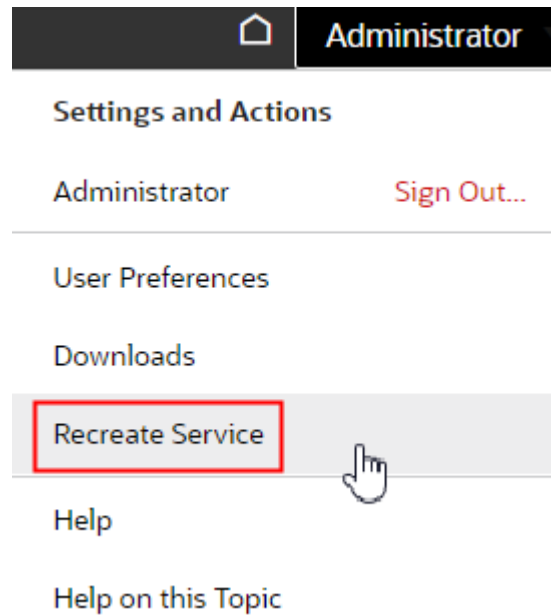 Administrator
Settings and Actions
Administrator Sign Out...
User Preferences
Downloads
Recreate Service
Help
Help on this Topic